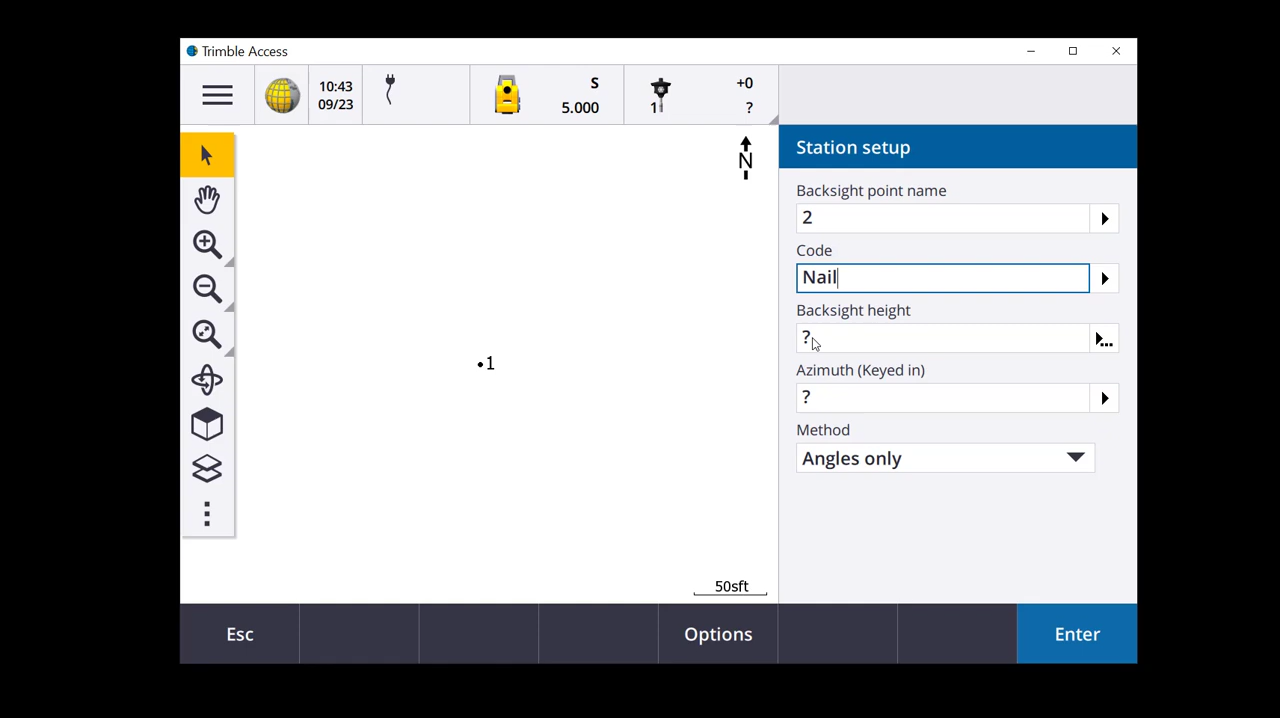 Trimble Access
10:43
09/23
S
5.000
1
+0
?
N
Station setup
Backsight point name
2
Code
Nail
Backsight height
?
Azimuth (Keyed in)
?
Method
Angles only
1
50sft
Esc
Options
Enter